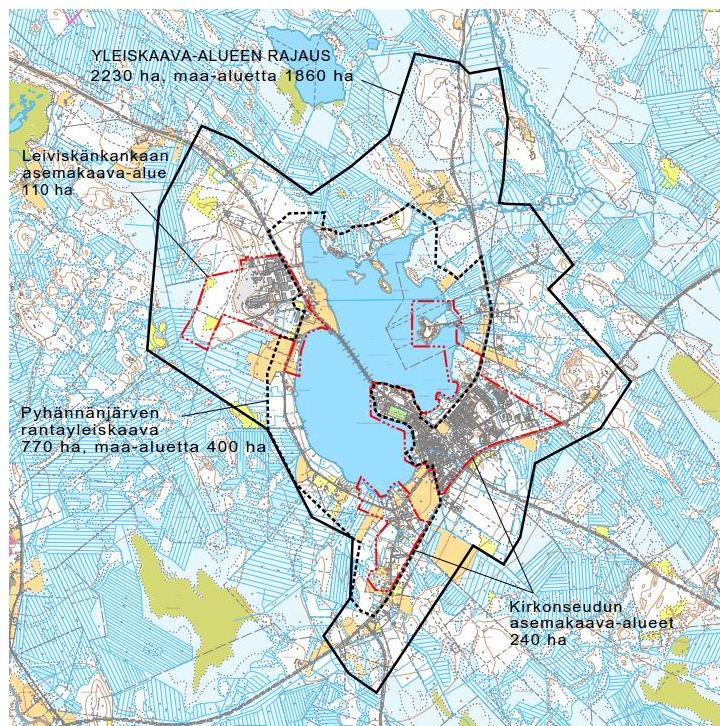 YLEISKAAVA-ALUEEN RAJAUS
2230 ha, maa-aluetta 1860 ha
Leiviskänkankaan
asemakaava-alue
110 ha
Pyhännänjärven
rantayleiskaava
770 ha, maa-aluetta 400 ha
Kirkonseudun
asemakaava-alueet
240 ha